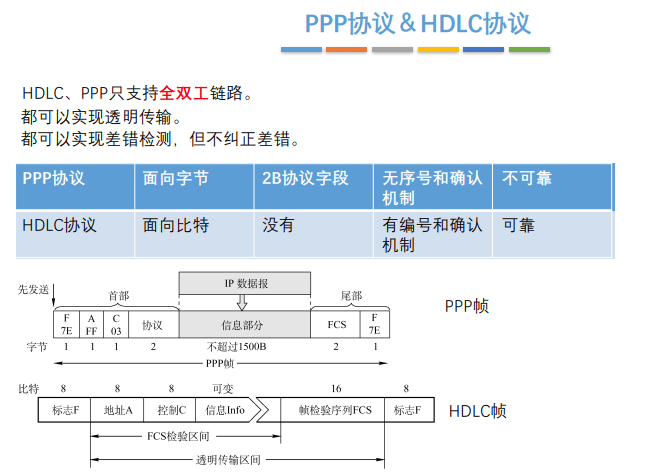 PPP协议＆HDLC协议
HDLC、PPP只支持全双工链路。
都可以实现透明传输。
都可以实现差错检测，但不纠正差错。
PPP协议 面向字节 2B协议字段 无序号和确认机制 不可靠
HDLC协议 面向比特 没有 有编号和确认机制 可靠
IP 数据报
先发送 首部 尾部
F 7E A FF C 03 协议 信息部分 FCS F 7E
字节 1 1 1 2 不超过1500B 2 1
PPP帧
PPP帧
比特 8 8 8 可变 16 8
标志F 地址A 控制C 信息Info 帧检验序列FCS 标志F
HDLC帧
FCS检验区间
透明传输区间